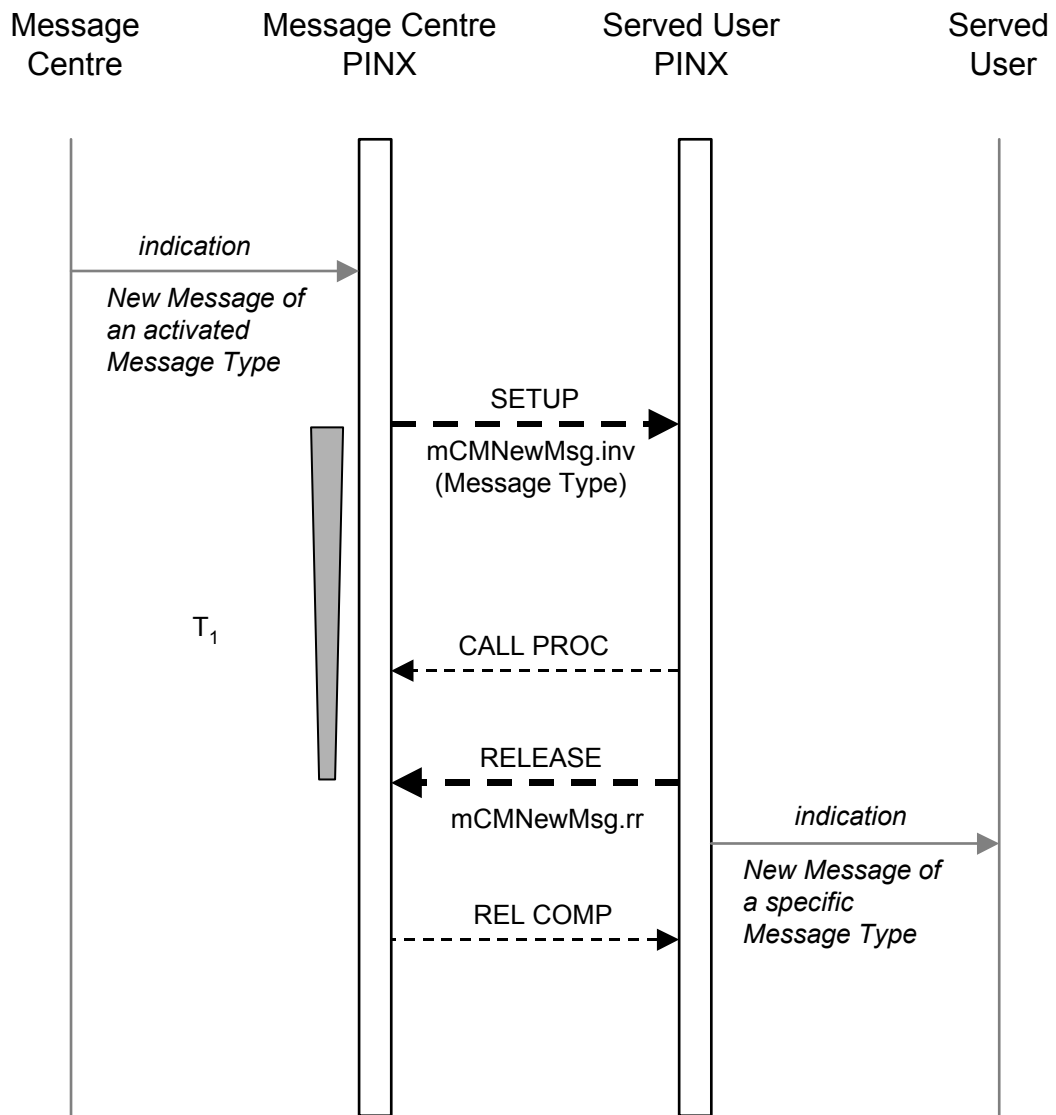 Message
Centre
Message Centre
PINX
Served User
PINX
Served
User
indication
New Message of
an activated
Message Type
SETUP
mCMNewMsg.inv
(Message Type)
T1
CALL PROC
RELEASE
mCMNewMsg.rr
indication
New Message of
a specific
Message Type
REL COMP